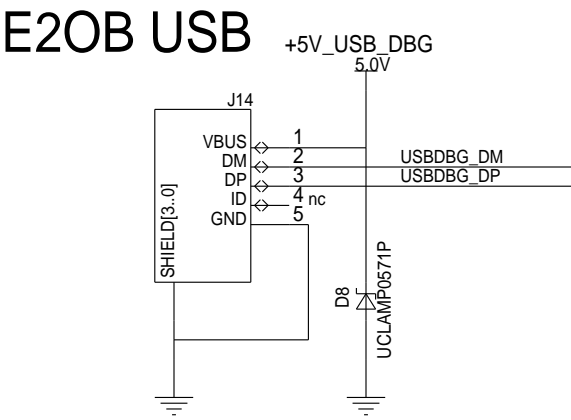 E2OB USB
+5V_USB_DBG
5.0V
J14
VBUS 1
DM 2 USBDBG_DM
DP 3 USBDBG_DP
ID 4 nc
GND 5
SHIELD[3..0]
D8
UCLAMP0571P